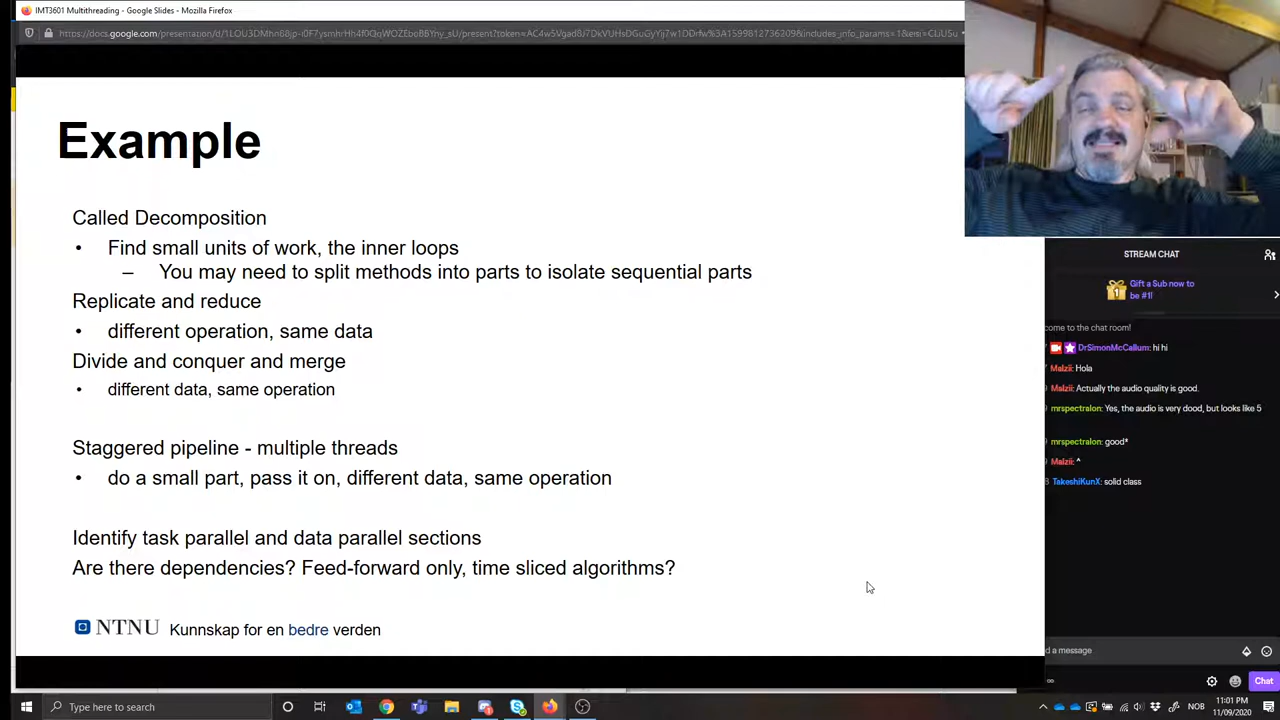 IMT3601 Multithreading - Google Slides - Mozilla Firefox
Example
Called Decomposition
• Find small units of work, the inner loops
– You may need to split methods into parts to isolate sequential parts
Replicate and reduce
• different operation, same data
Divide and conquer and merge
• different data, same operation
Staggered pipeline - multiple threads
• do a small part, pass it on, different data, same operation
Identify task parallel and data parallel sections
Are there dependencies? Feed-forward only, time sliced algorithms?
NTNU Kunnskap for en bedre verden
STREAM CHAT
1
Gift a Sub now to
be #1!
come to the chat room!
DrSimonMcCallum: hi hi
Malzii: Hola
Malzii: Actually the audio quality is good.
mrspectralon: Yes, the audio is very dood, but looks like 5
mrspectralon: good*
Malzii: ^
TakeshiKunX: solid class
d a message
Chat
Type here to search
NOB
11:01 PM
11/09/2020